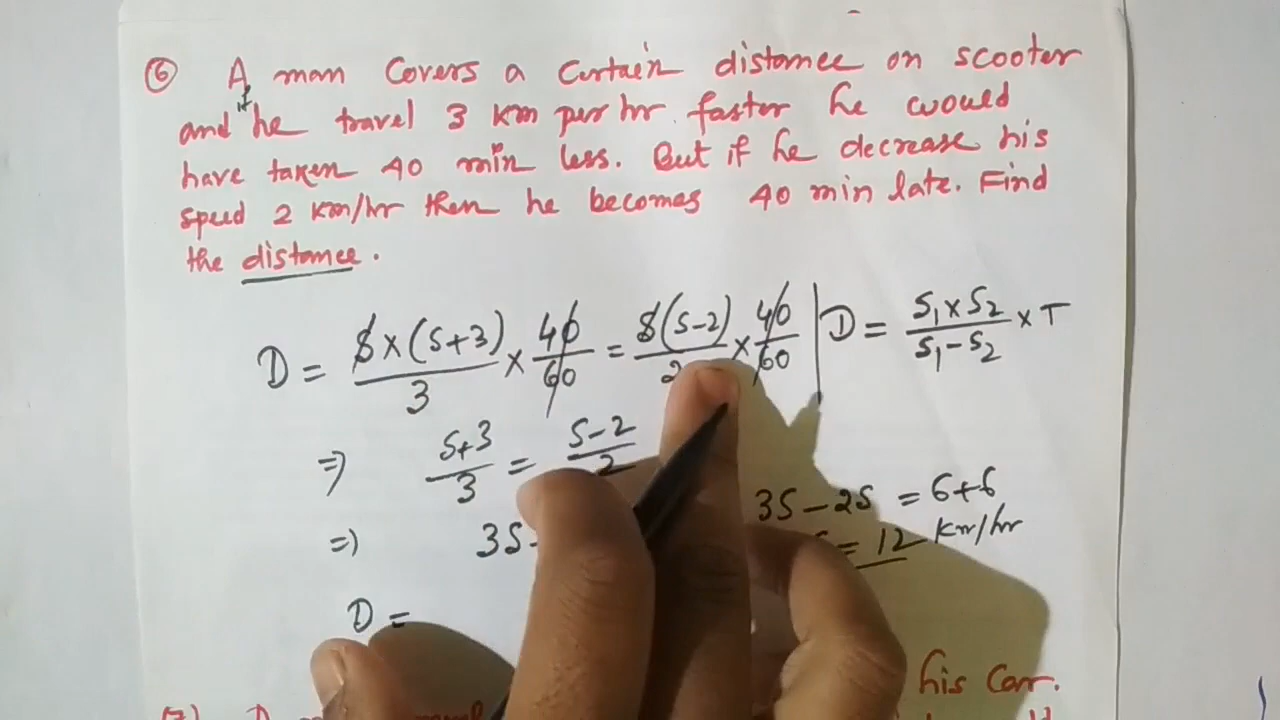 ⑥ A man covers a certain distance on scooter
and if he travel 3 Km per hr faster he would
have taken 40 min less. But if he decrease his
speed 2 Km/hr then he becomes 40 min late. Find
the distance.
D = S×(S+3)/3 × 40/60 = S(S-2)/2 × 40/60 | D = S₁×S₂/S₁-S₂ × T
⇒ S+3/3 = S-2/2
3S-2S = 6+6
⇒ 3S- = 12 Km/hr
D =
his Car.